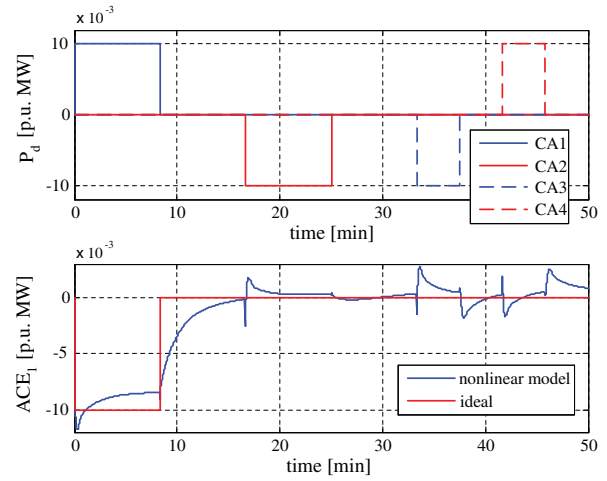 x 10⁻³
10
0
-10
P_d [p.u. MW]
0 10 20 30 40 50
time [min]
CA1
CA2
CA3
CA4
x 10⁻³
0
-5
-10
ACE_1 [p.u. MW]
0 10 20 30 40 50
time [min]
nonlinear model
ideal